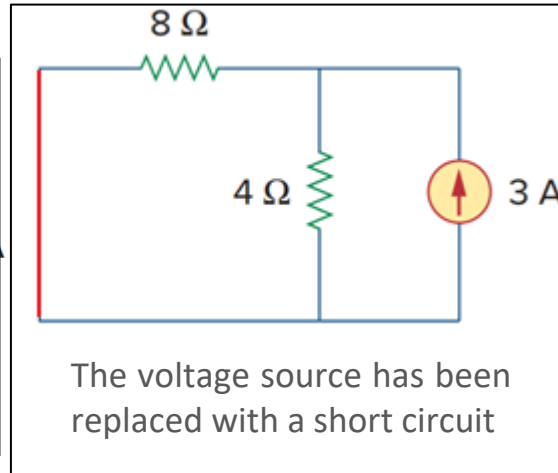 8 Ω
4 Ω
3 A
The voltage source has been
replaced with a short circuit